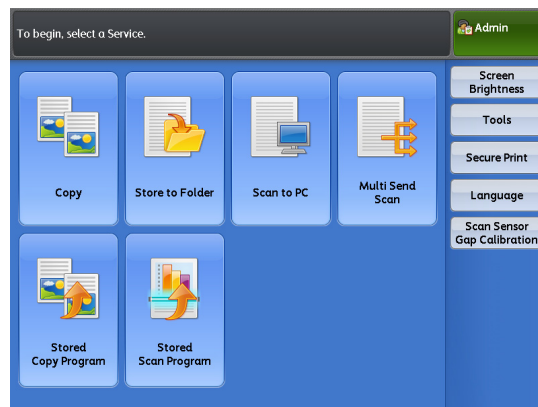 To begin, select a Service.
Admin
Screen
Brightness
Tools
Secure Print
Language
Scan Sensor
Gap Calibration
Copy
Store to Folder
Scan to PC
Multi Send
Scan
Stored
Copy Program
Stored
Scan Program